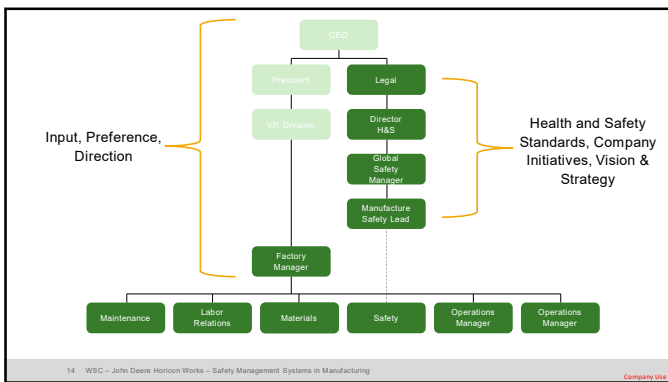 CEO
President
Legal
VP, Division
Director
H&S
Input, Preference,
Direction
Health and Safety
Standards, Company
Initiatives, Vision &
Strategy
Global
Safety
Manager
Manufacture
Safety Lead
Factory
Manager
Maintenance
Labor
Relations
Materials
Safety
Operations
Manager
Operations
Manager
14 WSC – John Deere Horicon Works – Safety Management Systems in Manufacturing
Company Use